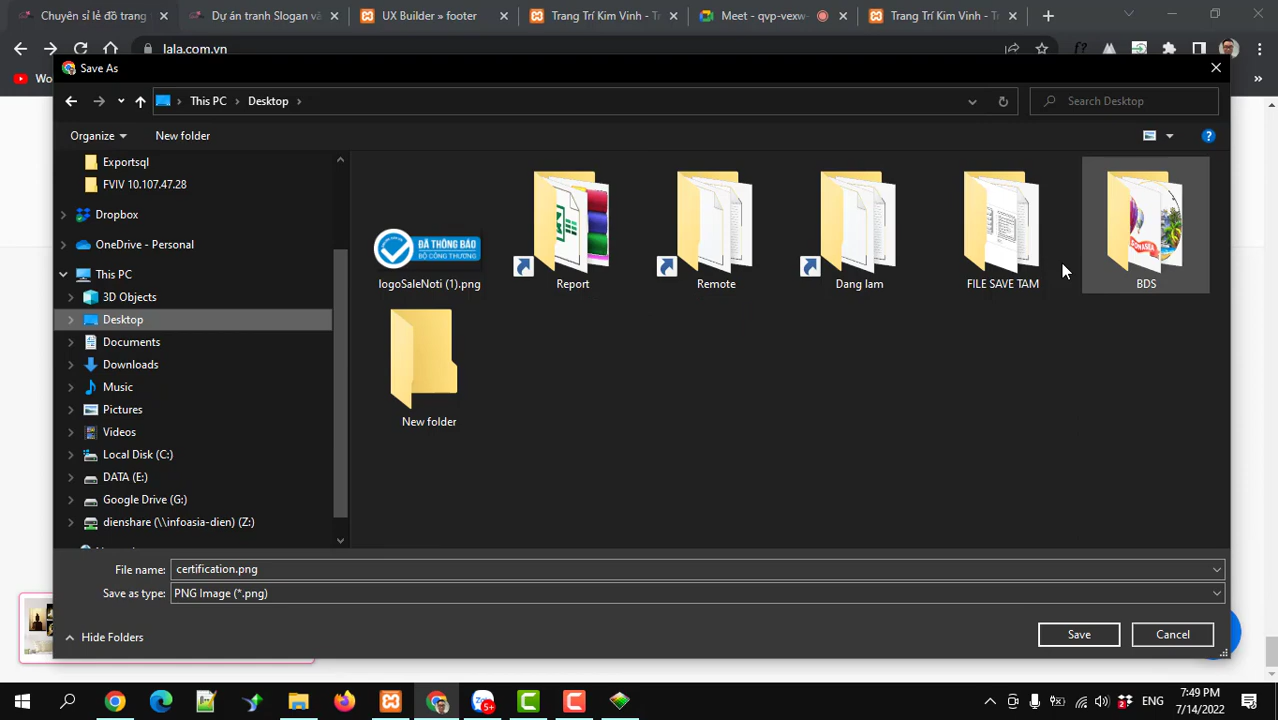 Chuyên sỉ lẻ đồ trang
Dự án tranh Slogan và
UX Builder » footer
Trang Trí Kim Vinh - Tr
Meet - qvp-vexw-
Trang Trí Kim Vinh - T
lala.com.vn
f?
Wo
»
Save As
This PC
Desktop
Search Desktop
Organize
New folder
Exportsql
FVIV 10.107.47.28
Dropbox
OneDrive - Personal
This PC
3D Objects
Desktop
Documents
Downloads
Music
Pictures
Videos
Local Disk (C:)
DATA (E:)
Google Drive (G:)
dienshare (\\infoasia-dien) (Z:)
ĐÃ THÔNG BÁO
BỘ CÔNG THƯƠNG
logoSaleNoti (1).png
Report
Remote
Dang lam
FILE SAVE TAM
BDS
New folder
File name:
certification.png
Save as type:
PNG Image (*.png)
Hide Folders
Save
Cancel
5+
2
ENG
7:49 PM
7/14/2022